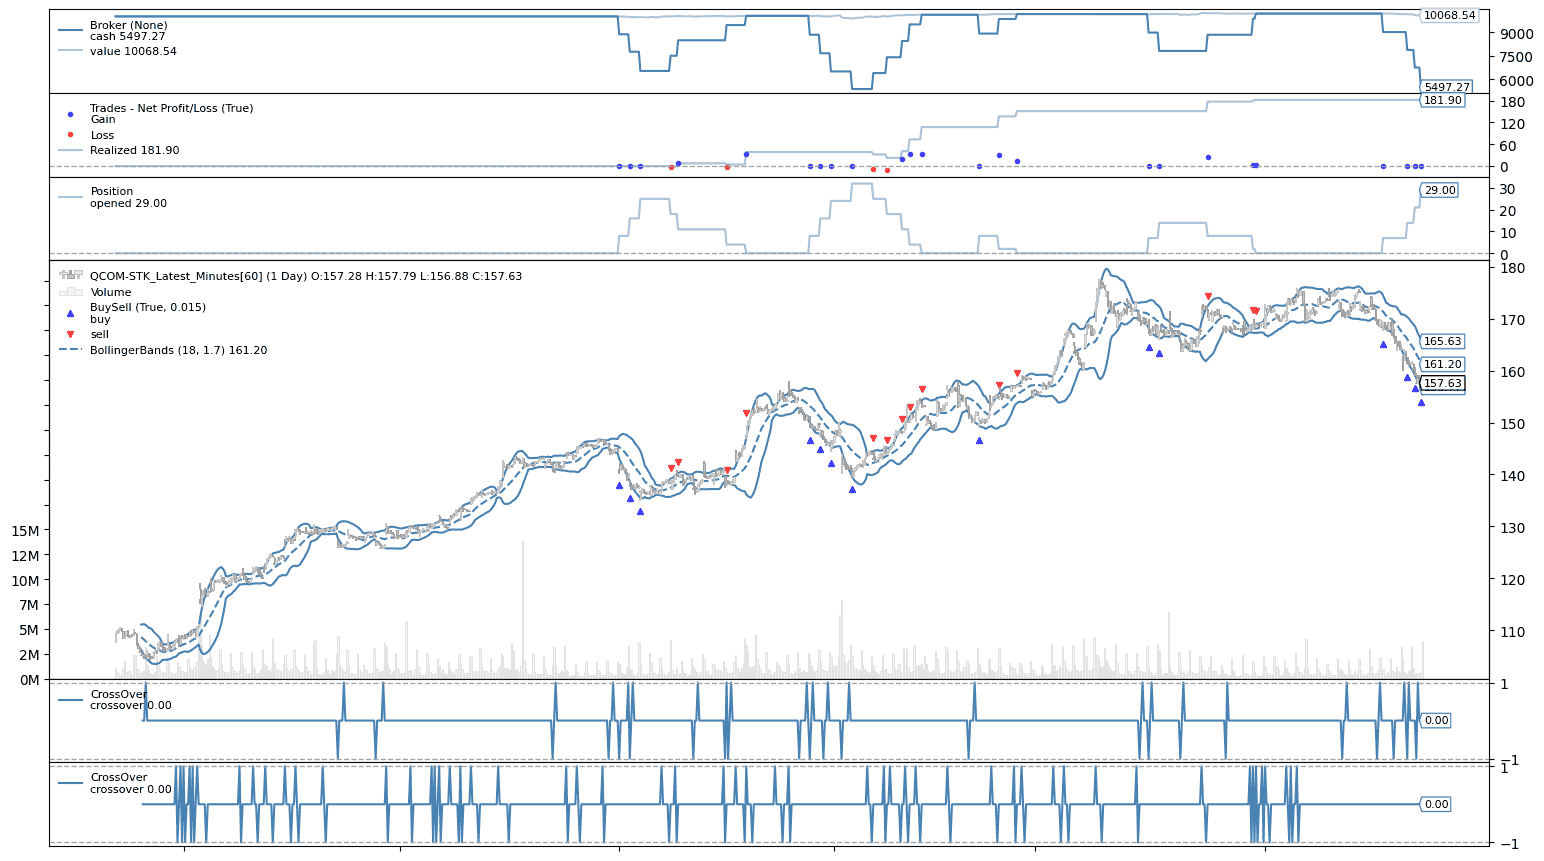 Broker (None)
cash 5497.27
value 10068.54
10068.54
9000
7500
6000
5497.27
Trades - Net Profit/Loss (True)
Gain
Loss
Realized 181.90
181.90
180
120
60
0
Position
opened 29.00
29.00
30
20
10
0
QCOM-STK_Latest_Minutes[60] (1 Day) O:157.28 H:157.79 L:156.88 C:157.63
Volume
BuySell (True, 0.015)
buy
sell
BollingerBands (18, 1.7) 161.20
180
170
165.63
161.20
160
157.63
150
140
130
120
110
15M
12M
10M
7M
5M
2M
0M
CrossOver
crossover 0.00
1
0.00
−1
CrossOver
crossover 0.00
1
0.00
−1